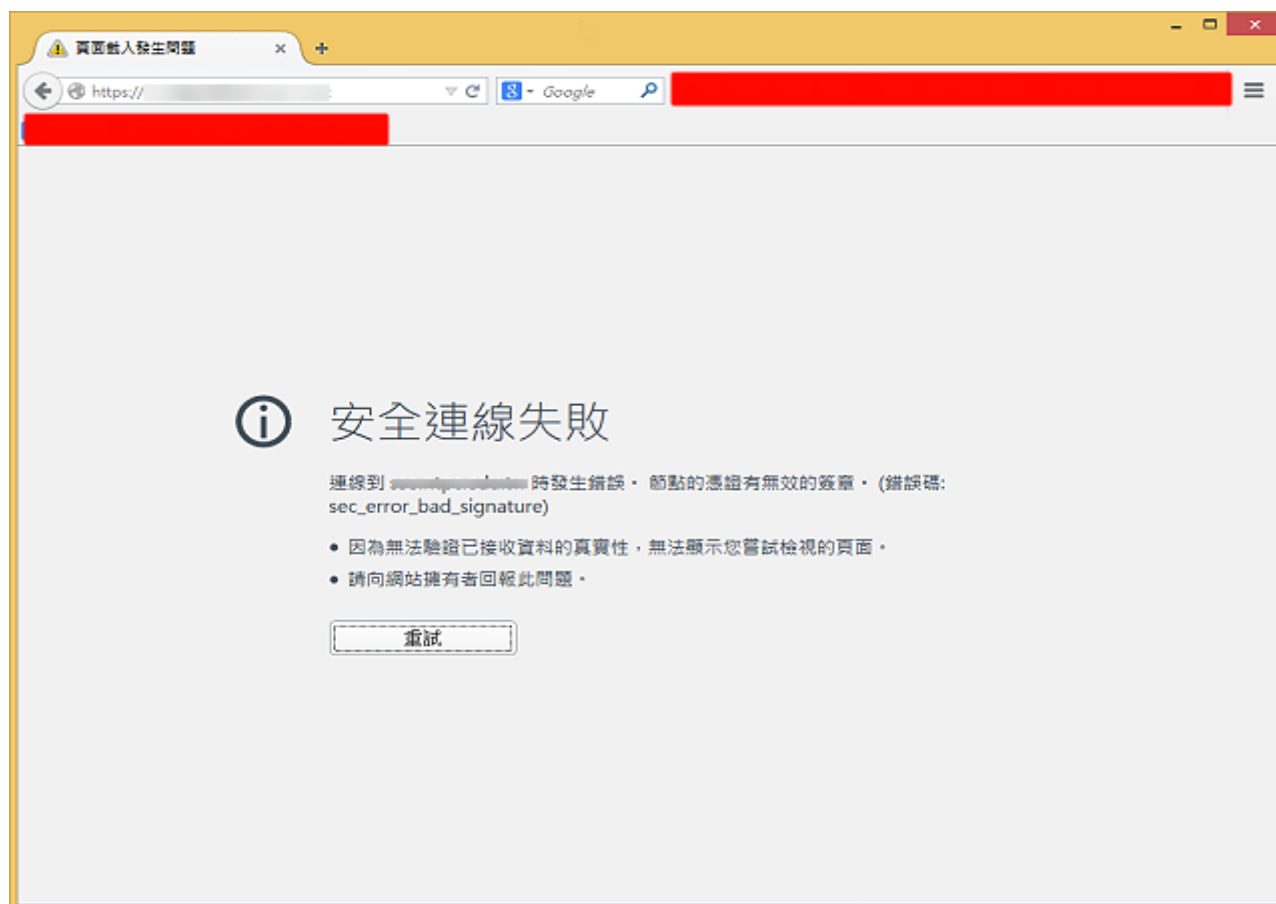 頁面載入發生問題
https://
Google
安全連線失敗
連線到 時發生錯誤。 節點的憑證有無效的簽章。 (錯誤碼:
sec_error_bad_signature)
因為無法驗證已接收資料的真實性，無法顯示您嘗試檢視的頁面。
請向網站擁有者回報此問題。
重試